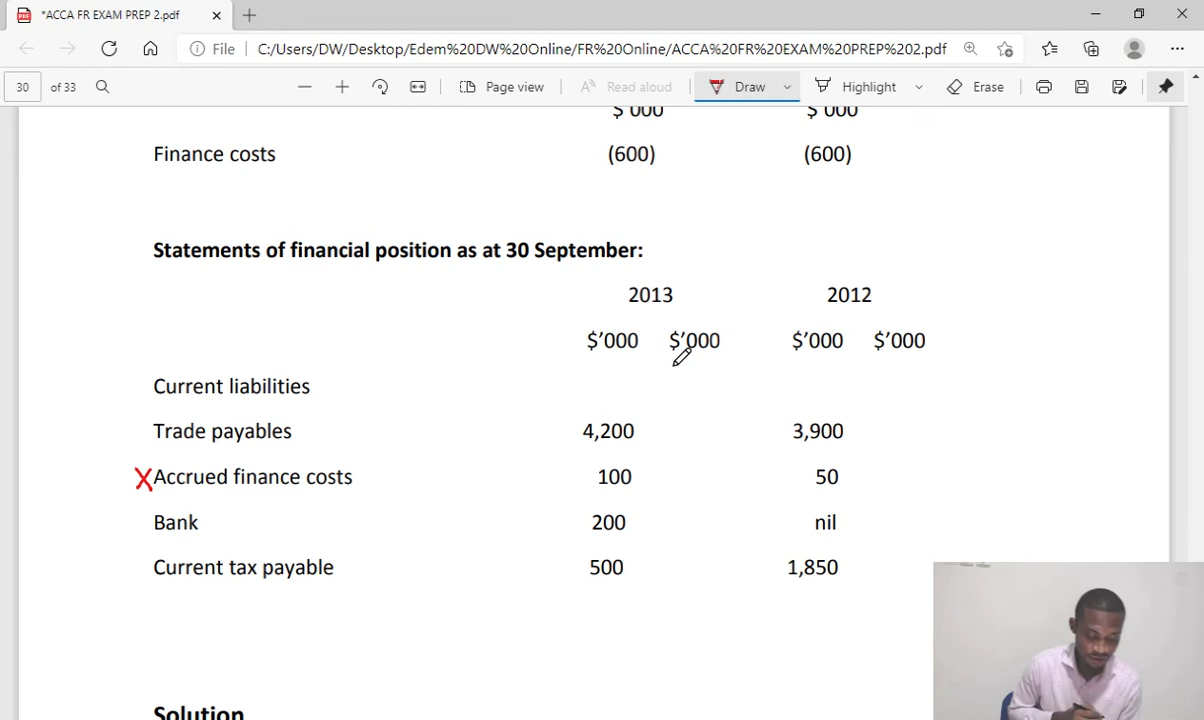 *ACCA FR EXAM PREP 2.pdf
File C:/Users/DW/Desktop/Edem%20DW%20Online/FR%20Online/ACCA%20FR%20EXAM%20PREP%202.pdf
30 of 33 Page view Read aloud Draw Highlight Erase
$'000 $'000
Finance costs (600) (600)
Statements of financial position as at 30 September:
2013 2012
$'000 $'000 $'000 $'000
Current liabilities
Trade payables 4,200 3,900
X Accrued finance costs 100 50
Bank 200 nil
Current tax payable 500 1,850
Solution